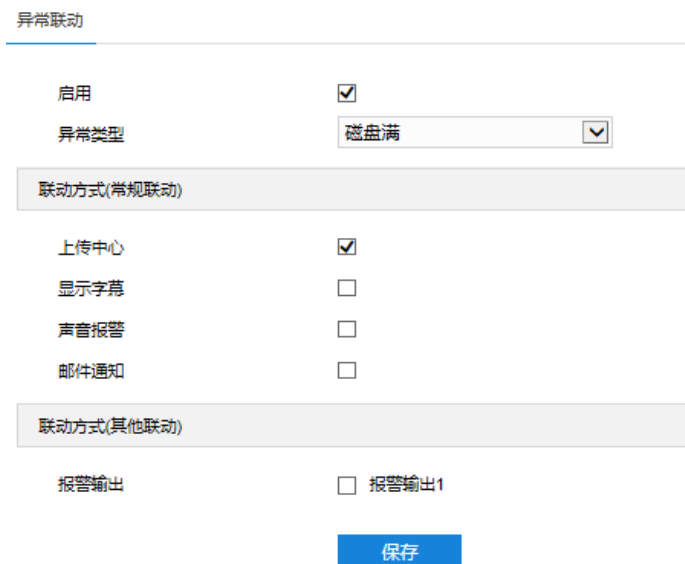 异常联动
启用
异常类型 磁盘满
联动方式(常规联动)
上传中心
显示字幕
声音报警
邮件通知
联动方式(其他联动)
报警输出 报警输出1
保存